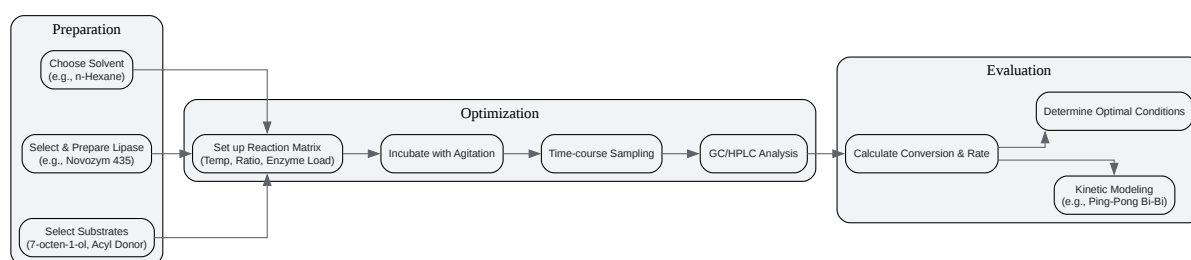 Preparation
Choose Solvent
(e.g., n-Hexane)
Select & Prepare Lipase
(e.g., Novozym 435)
Select Substrates
(7-octen-1-ol, Acyl Donor)
Optimization
Set up Reaction Matrix
(Temp, Ratio, Enzyme Load)
Incubate with Agitation
Time-course Sampling
GC/HPLC Analysis
Evaluation
Calculate Conversion & Rate
Determine Optimal Conditions
Kinetic Modeling
(e.g., Ping-Pong Bi-Bi)